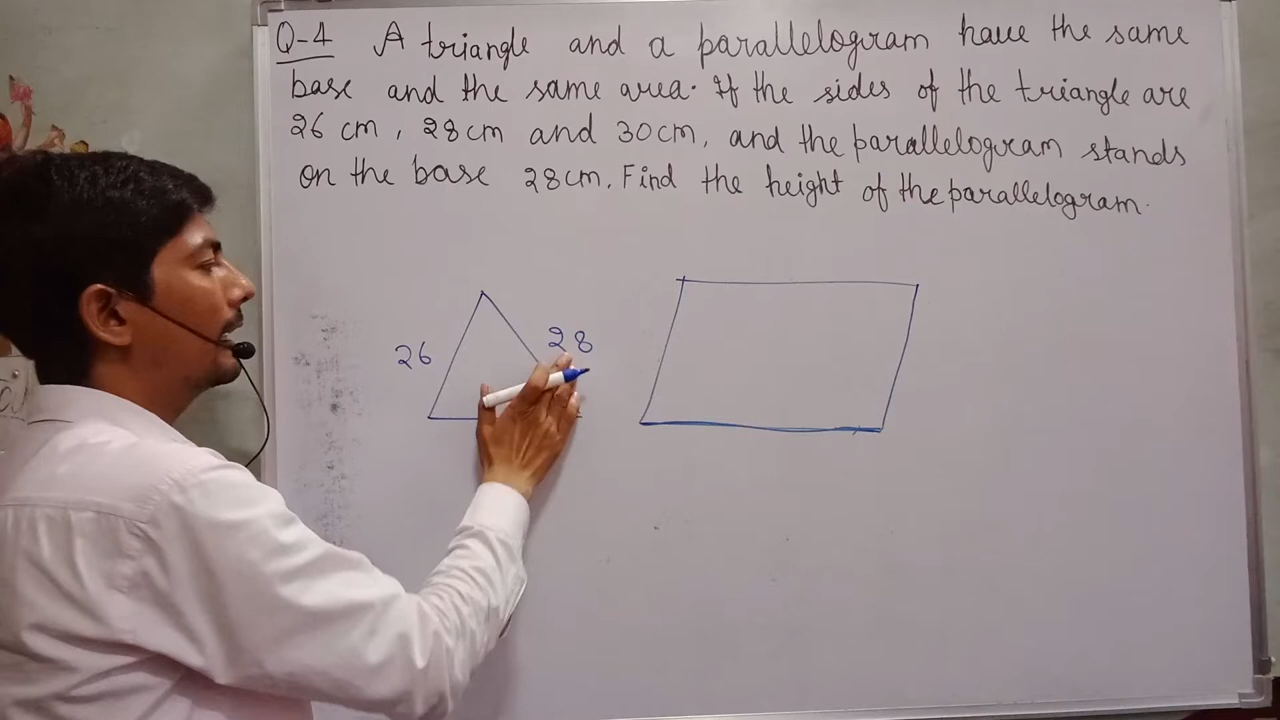 Q-4 A triangle and a parallelogram have the same
base and the same area. If the sides of the triangle are
26 cm, 28cm and 30cm, and the parallelogram stands
on the base 28cm. Find the height of the parallelogram.
26
28